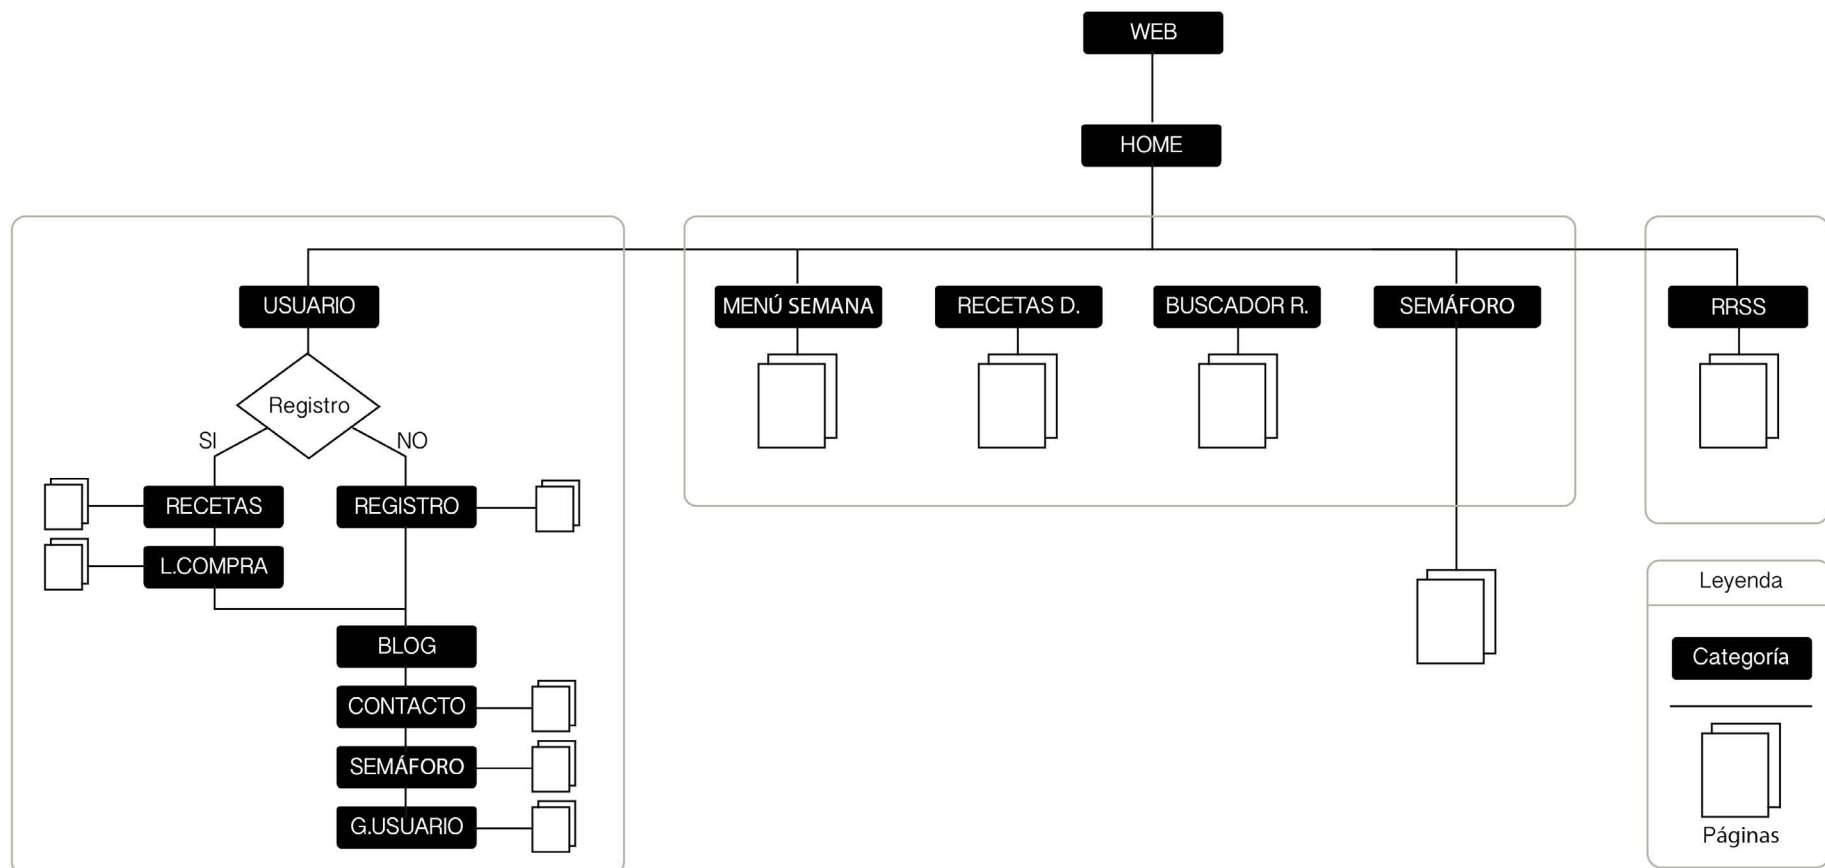 WEB
HOME
USUARIO
MENÚ SEMANA
RECETAS D.
BUSCADOR R.
SEMÁFORO
RRSS
Registro
SI
NO
RECETAS
REGISTRO
L.COMPRA
BLOG
CONTACTO
SEMÁFORO
G.USUARIO
Leyenda
Categoría
Páginas